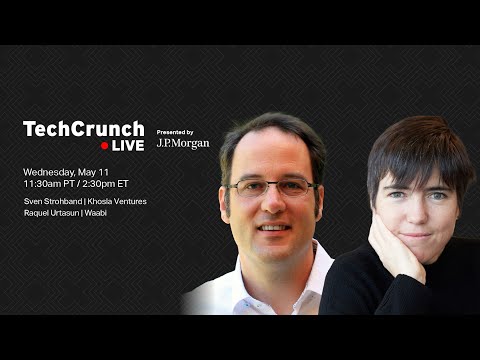 TechCrunch
LIVE
Presented by
J.P.Morgan
Wednesday, May 11
11:30am PT / 2:30pm ET
Sven Strohband | Khosla Ventures
Raquel Urtasun | Waabi